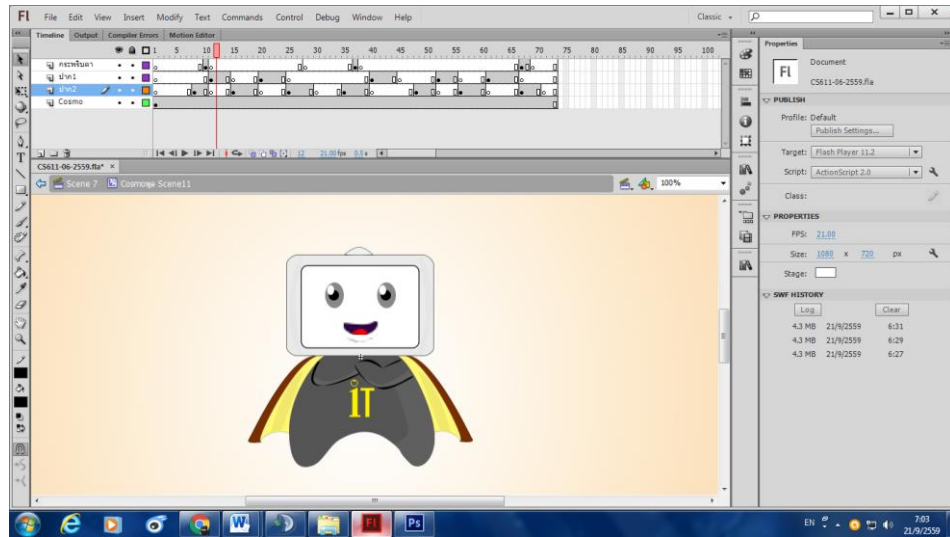 Fl File Edit View Insert Modify Text Commands Control Debug Window Help Classic
Timeline Output Compiler Errors Motion Editor
1 5 10 15 20 25 30 35 40 45 50 55 60 65 70 75 80 85 90 95 100
กระพริบตา
ปาก1
ปาก2
Cosmo
12 21.00 fps 0.5 s
CS611-06-2559.fla* ×
Scene 7 Cosmoพูด Scene11 100%
iT
Properties
Fl Document
CS611-06-2559.fla
PUBLISH
Profile: Default
Publish Settings...
Target: Flash Player 11.2
Script: ActionScript 2.0
Class:
PROPERTIES
FPS: 21.00
Size: 1080 x 720 px
Stage:
SWF HISTORY
Log Clear
4.3 MB 21/9/2559 6:31
4.3 MB 21/9/2559 6:29
4.3 MB 21/9/2559 6:27
W Fl Ps EN 7:03
21/9/2559